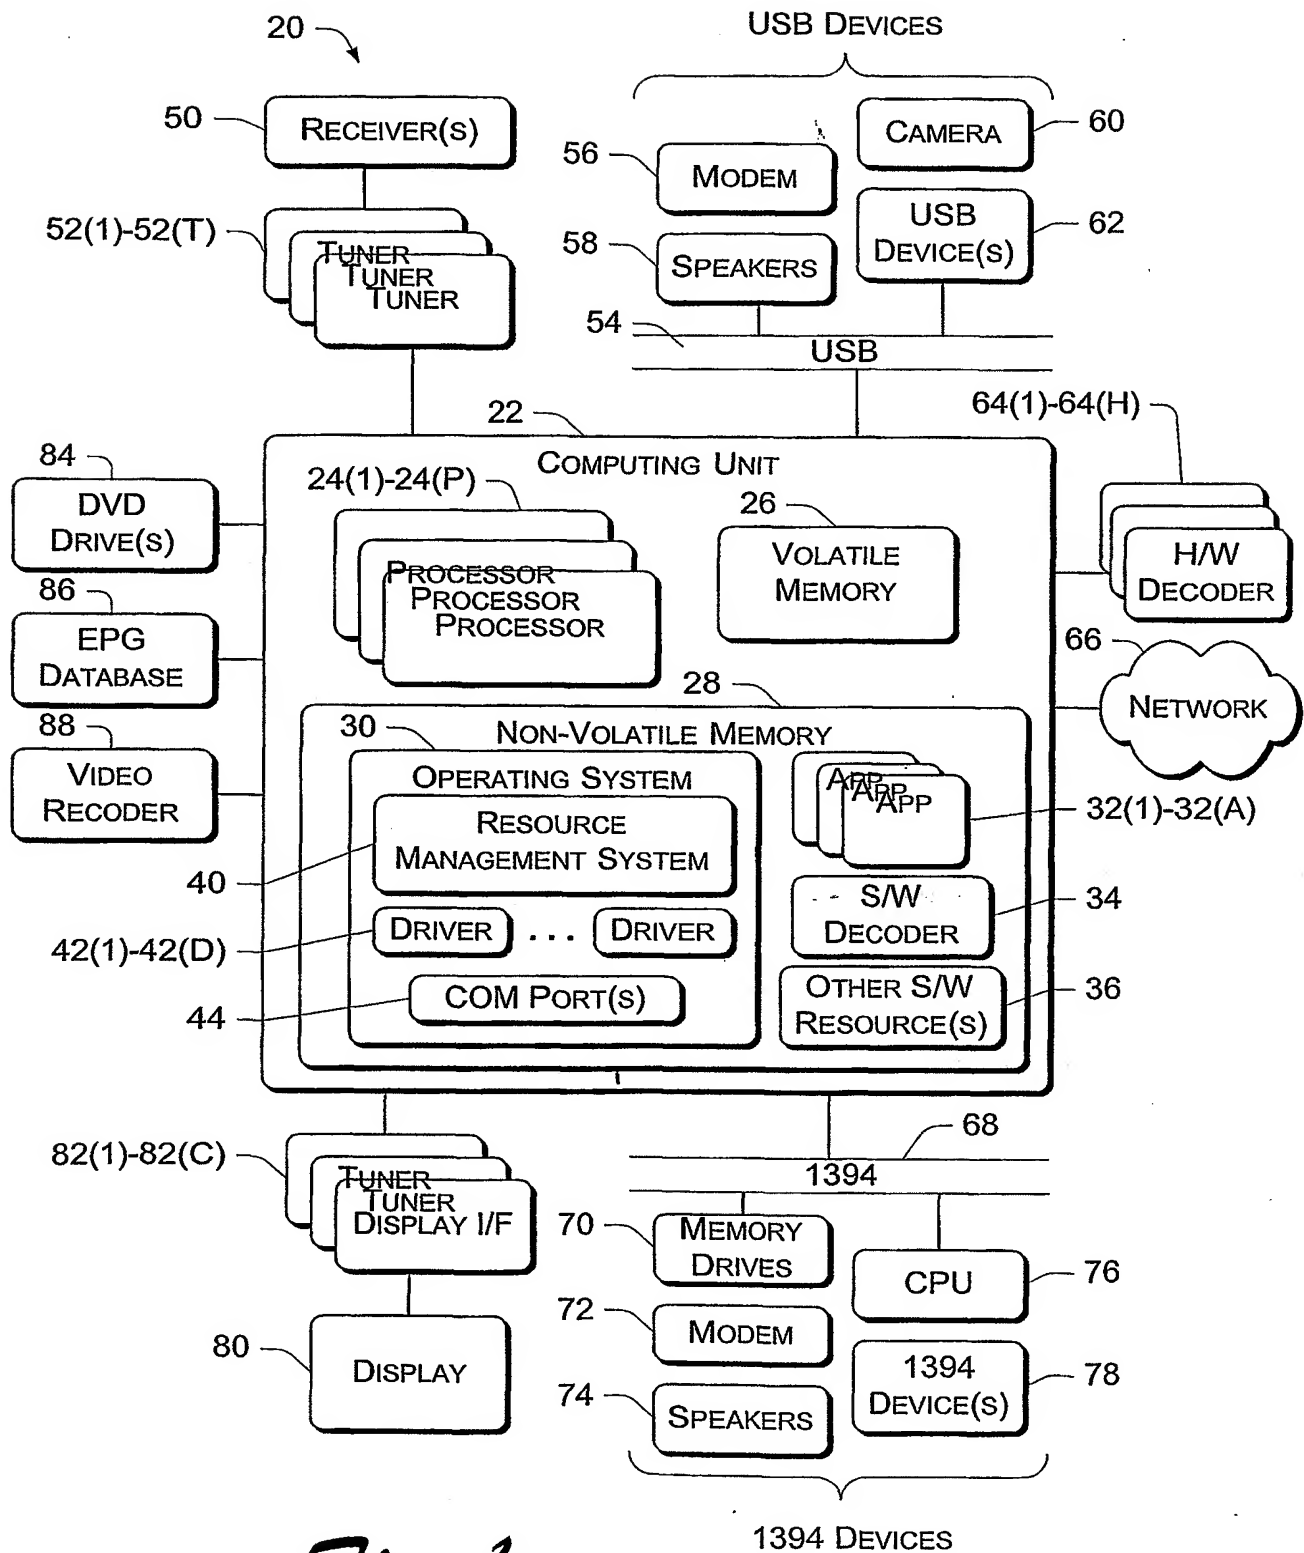 USB DEVICES
20
50
RECEIVER(S)
CAMERA
60
56
MODEM
52(1)-52(T)
TUNER
TUNER
TUNER
58
SPEAKERS
USB
DEVICE(S)
62
54
USB
64(1)-64(H)
22
COMPUTING UNIT
84
DVD
DRIVE(S)
24(1)-24(P)
PROCESSOR
PROCESSOR
PROCESSOR
26
VOLATILE
MEMORY
H/W
DECODER
86
EPG
DATABASE
66
NETWORK
28
NON-VOLATILE MEMORY
88
VIDEO
RECODER
30
OPERATING SYSTEM
RESOURCE
MANAGEMENT SYSTEM
40
APP
APP
APP
32(1)-32(A)
S/W
DECODER
34
DRIVER
...
DRIVER
42(1)-42(D)
COM PORT(S)
44
OTHER S/W
RESOURCE(S)
36
82(1)-82(C)
TUNER
TUNER
DISPLAY I/F
68
1394
70
MEMORY
DRIVES
CPU
76
72
MODEM
80
DISPLAY
1394
DEVICE(S)
78
74
SPEAKERS
1394 DEVICES